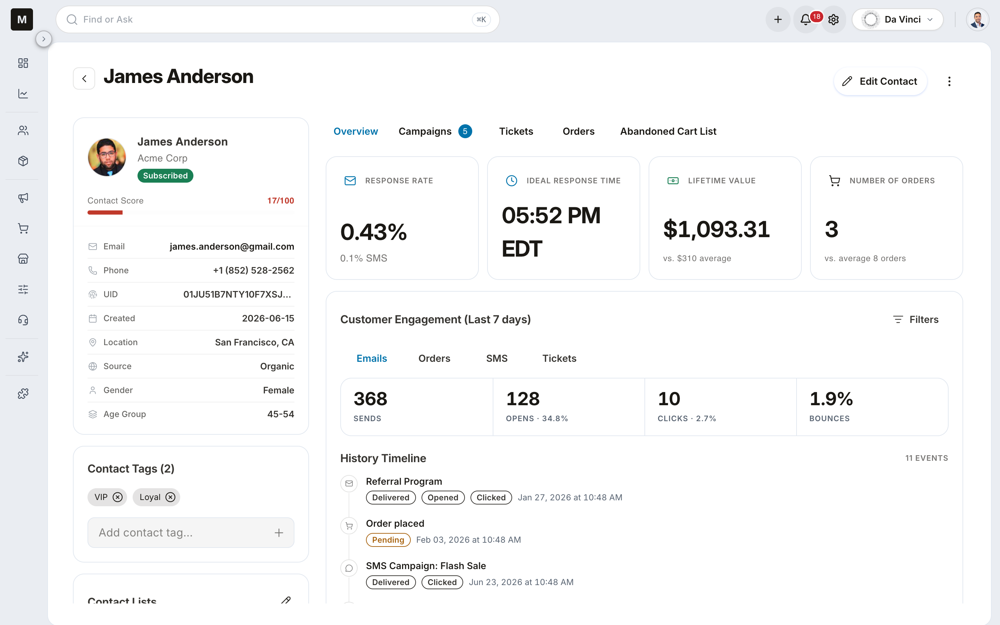 M
Find or Ask
⌘K
18
Da Vinci
James Anderson
Edit Contact
James Anderson
Acme Corp
Subscribed
Contact Score
17/100
Email
james.anderson@gmail.com
Phone
+1 (852) 528-2562
UID
01JU51B7NTY10F7XSJ...
Created
2026-06-15
Location
San Francisco, CA
Source
Organic
Gender
Female
Age Group
45-54
Contact Tags (2)
VIP
Loyal
Add contact tag...
Contact Lists
Overview
Campaigns 5
Tickets
Orders
Abandoned Cart List
RESPONSE RATE
0.43%
0.1% SMS
IDEAL RESPONSE TIME
05:52 PM
EDT
LIFETIME VALUE
$1,093.31
vs. $310 average
NUMBER OF ORDERS
3
vs. average 8 orders
Customer Engagement (Last 7 days)
Filters
Emails
Orders
SMS
Tickets
368
SENDS
128
OPENS · 34.8%
10
CLICKS · 2.7%
1.9%
BOUNCES
History Timeline
11 EVENTS
Referral Program
Delivered Opened Clicked Jan 27, 2026 at 10:48 AM
Order placed
Pending Feb 03, 2026 at 10:48 AM
SMS Campaign: Flash Sale
Delivered Clicked Jun 23, 2026 at 10:48 AM